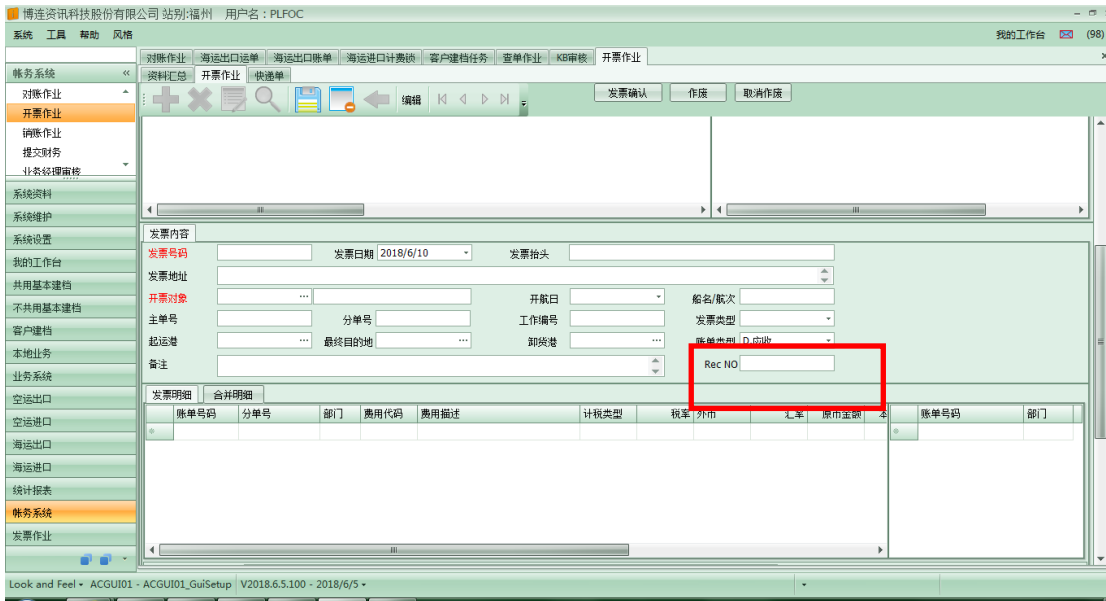 博连资讯科技股份有限公司 站别:福州 用户名：PLFOC
系统 工具 帮助 风格 我的工作台 (98)
对账作业 海运出口运单 海运出口账单 海运进口计费锁 客户建档任务 查单作业 KB审核 开票作业
帐务系统 «
资料汇总 开票作业 快递单
对账作业
开票作业
销账作业
提交财务
业务经理审核
编辑 发票确认 作废 取消作废
系统资料
系统维护
系统设置
我的工作台
共用基本建档
不共用基本建档
客户建档
本地业务
业务系统
空运出口
空运进口
海运出口
海运进口
统计报表
帐务系统
发票作业
发票内容
发票号码 发票日期 2018/6/10 发票抬头
发票地址
开票对象 开航日 船名/航次
主单号 分单号 工作编号 发票类型
起运港 最终目的地 卸货港 账单类型 D-应收
备注 Rec NO
发票明细 合并明细
账单号码 分单号 部门 费用代码 费用描述 计税类型 税率 外币 汇率 原币金额 本 账单号码 部门
Look and Feel ACGUI01 - ACGUI01_GuiSetup V2018.6.5.100 - 2018/6/5